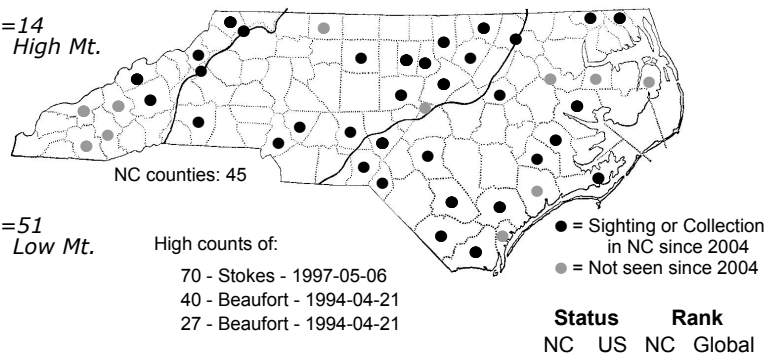 =14
High Mt.
NC counties: 45
=51
Low Mt.
High counts of:
70 - Stokes - 1997-05-06
40 - Beaufort - 1994-04-21
27 - Beaufort - 1994-04-21
= Sighting or Collection
in NC since 2004
= Not seen since 2004
Status Rank
NC US NC Global